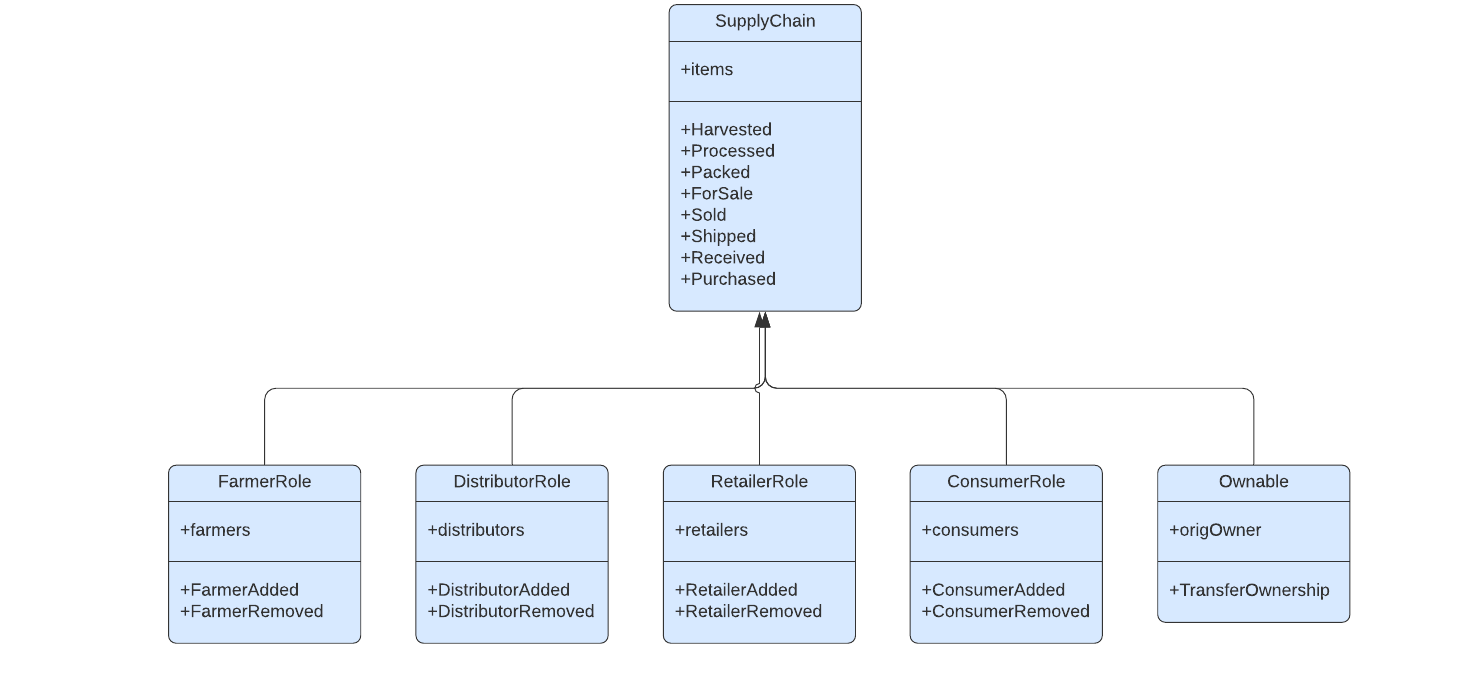 SupplyChain
+items
+Harvested
+Processed
+Packed
+ForSale
+Sold
+Shipped
+Received
+Purchased
FarmerRole
+farmers
+FarmerAdded
+FarmerRemoved
DistributorRole
+distributors
+DistributorAdded
+DistributorRemoved
RetailerRole
+retailers
+RetailerAdded
+RetailerRemoved
ConsumerRole
+consumers
+ConsumerAdded
+ConsumerRemoved
Ownable
+origOwner
+TransferOwnership